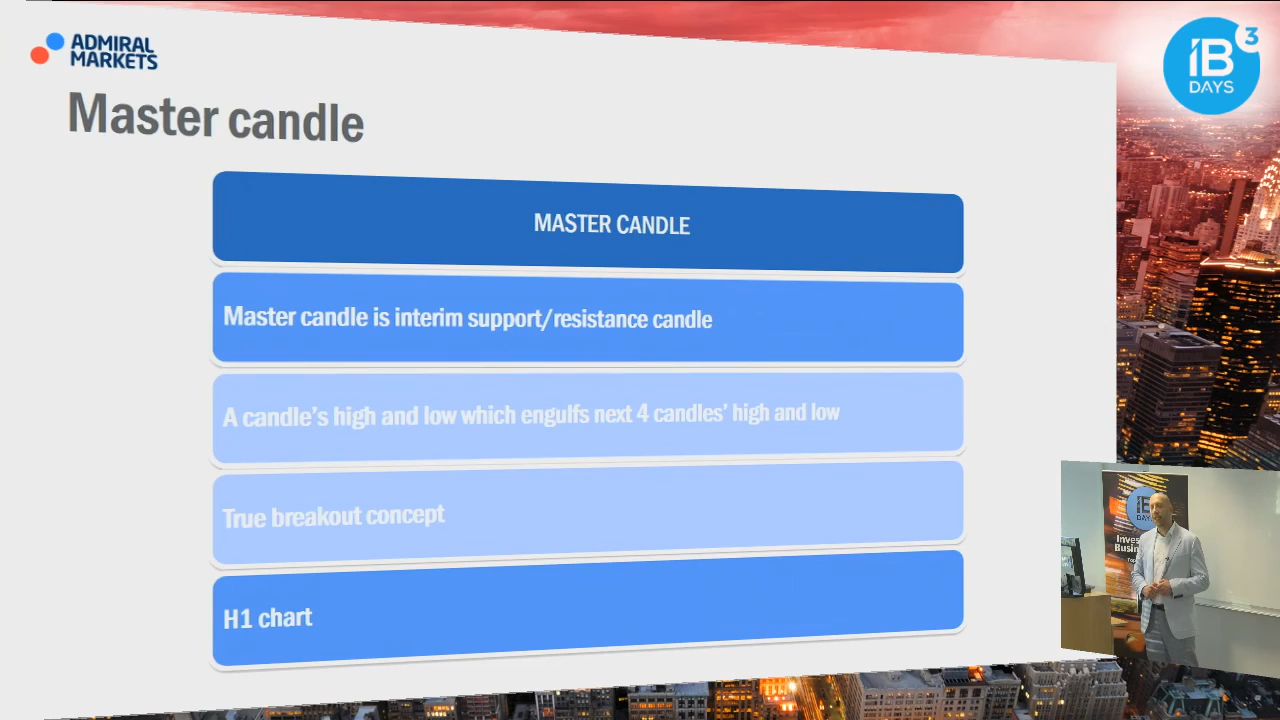 ADMIRAL
MARKETS
3
iB
DAYS
Master candle
MASTER CANDLE
Master candle is interim support/resistance candle
A candle's high and low which engulfs next 4 candles' high and low
True breakout concept
H1 chart
iB